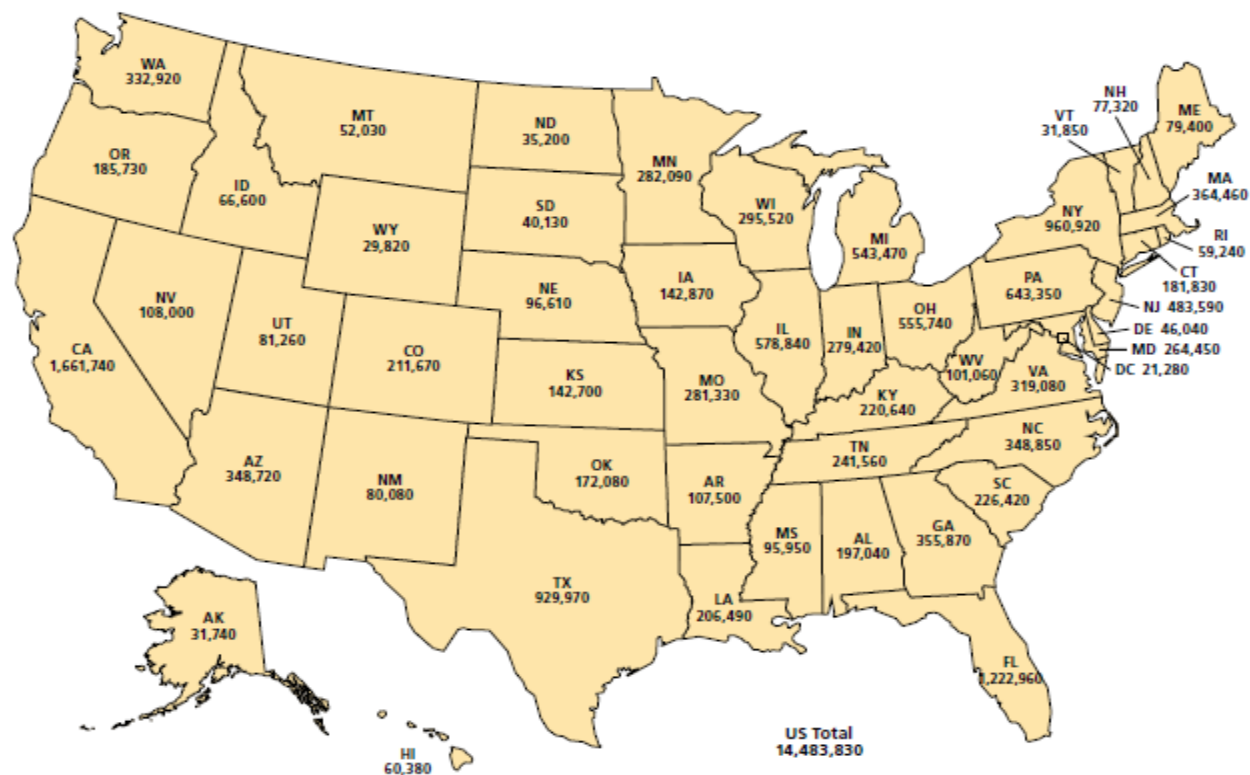 WA
332,920
MT
52,030
ND
35,200
MN
282,090
NH
77,320
VT
31,850
ME
79,400
OR
185,730
ID
66,600
SD
40,130
WI
295,520
MI
543,470
NY
960,920
MA
364,460
RI
59,240
CT
181,830
WY
29,820
IA
142,870
PA
643,350
NJ 483,590
NE
96,610
NV
108,000
UT
81,260
CO
211,670
IL
578,840
IN
279,420
OH
555,740
DE 46,040
MD 264,450
DC 21,280
CA
1,661,740
KS
142,700
MO
281,330
WV
101,060
VA
319,080
KY
220,640
NC
348,850
AZ
348,720
NM
80,080
OK
172,080
AR
107,500
TN
241,560
SC
226,420
MS
95,950
AL
197,040
GA
355,870
TX
929,970
LA
206,490
AK
31,740
FL
1,222,960
HI
60,380
US Total
14,483,830